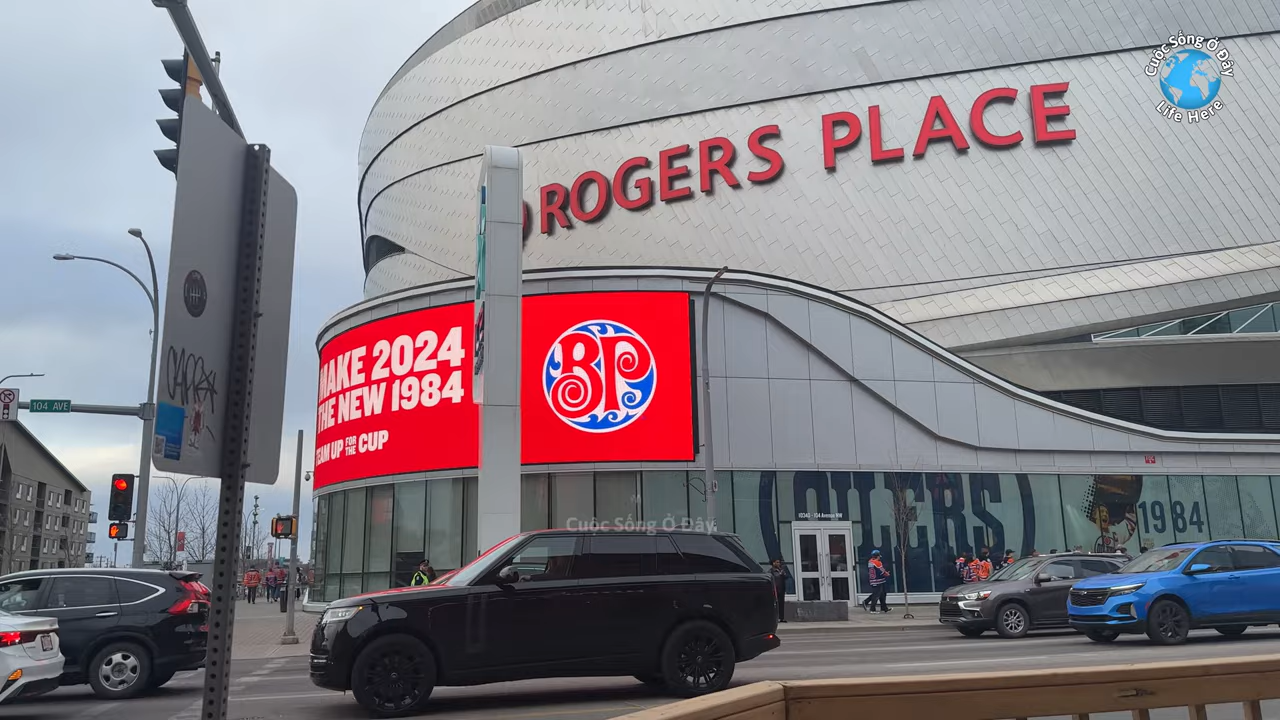 Cuộc Sống Ở Đây
Life Here
ROGERS PLACE
MAKE 2024
THE NEW 1984
TEAM UP FOR THE CUP
BP
104 AVE
OILERS
1984
Cuộc Sống Ở Đây